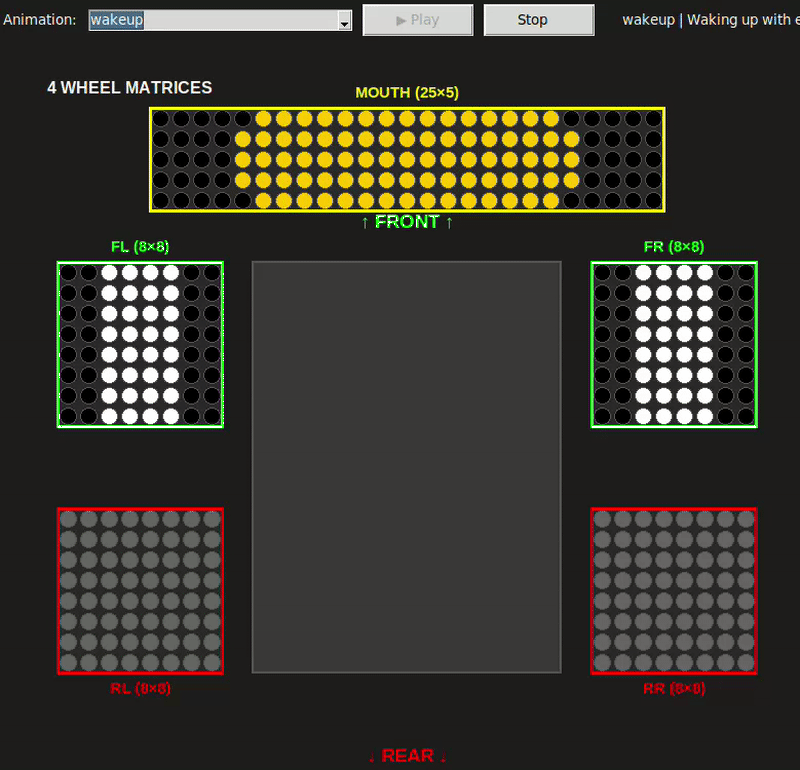 Animation: wakeup ▶ Play Stop wakeup | Waking up with e
4 WHEEL MATRICES
MOUTH (25×5)
↑ FRONT ↑
FL (8×8) FR (8×8)
RL (8×8) RR (8×8)
↓ REAR ↓